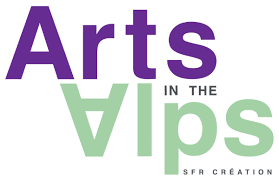 Arts
IN THE
Alps
SFR CRÉATION